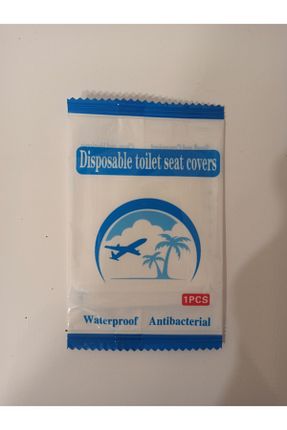 Disposable toilet seat covers
1PCS
Waterproof Antibacterial